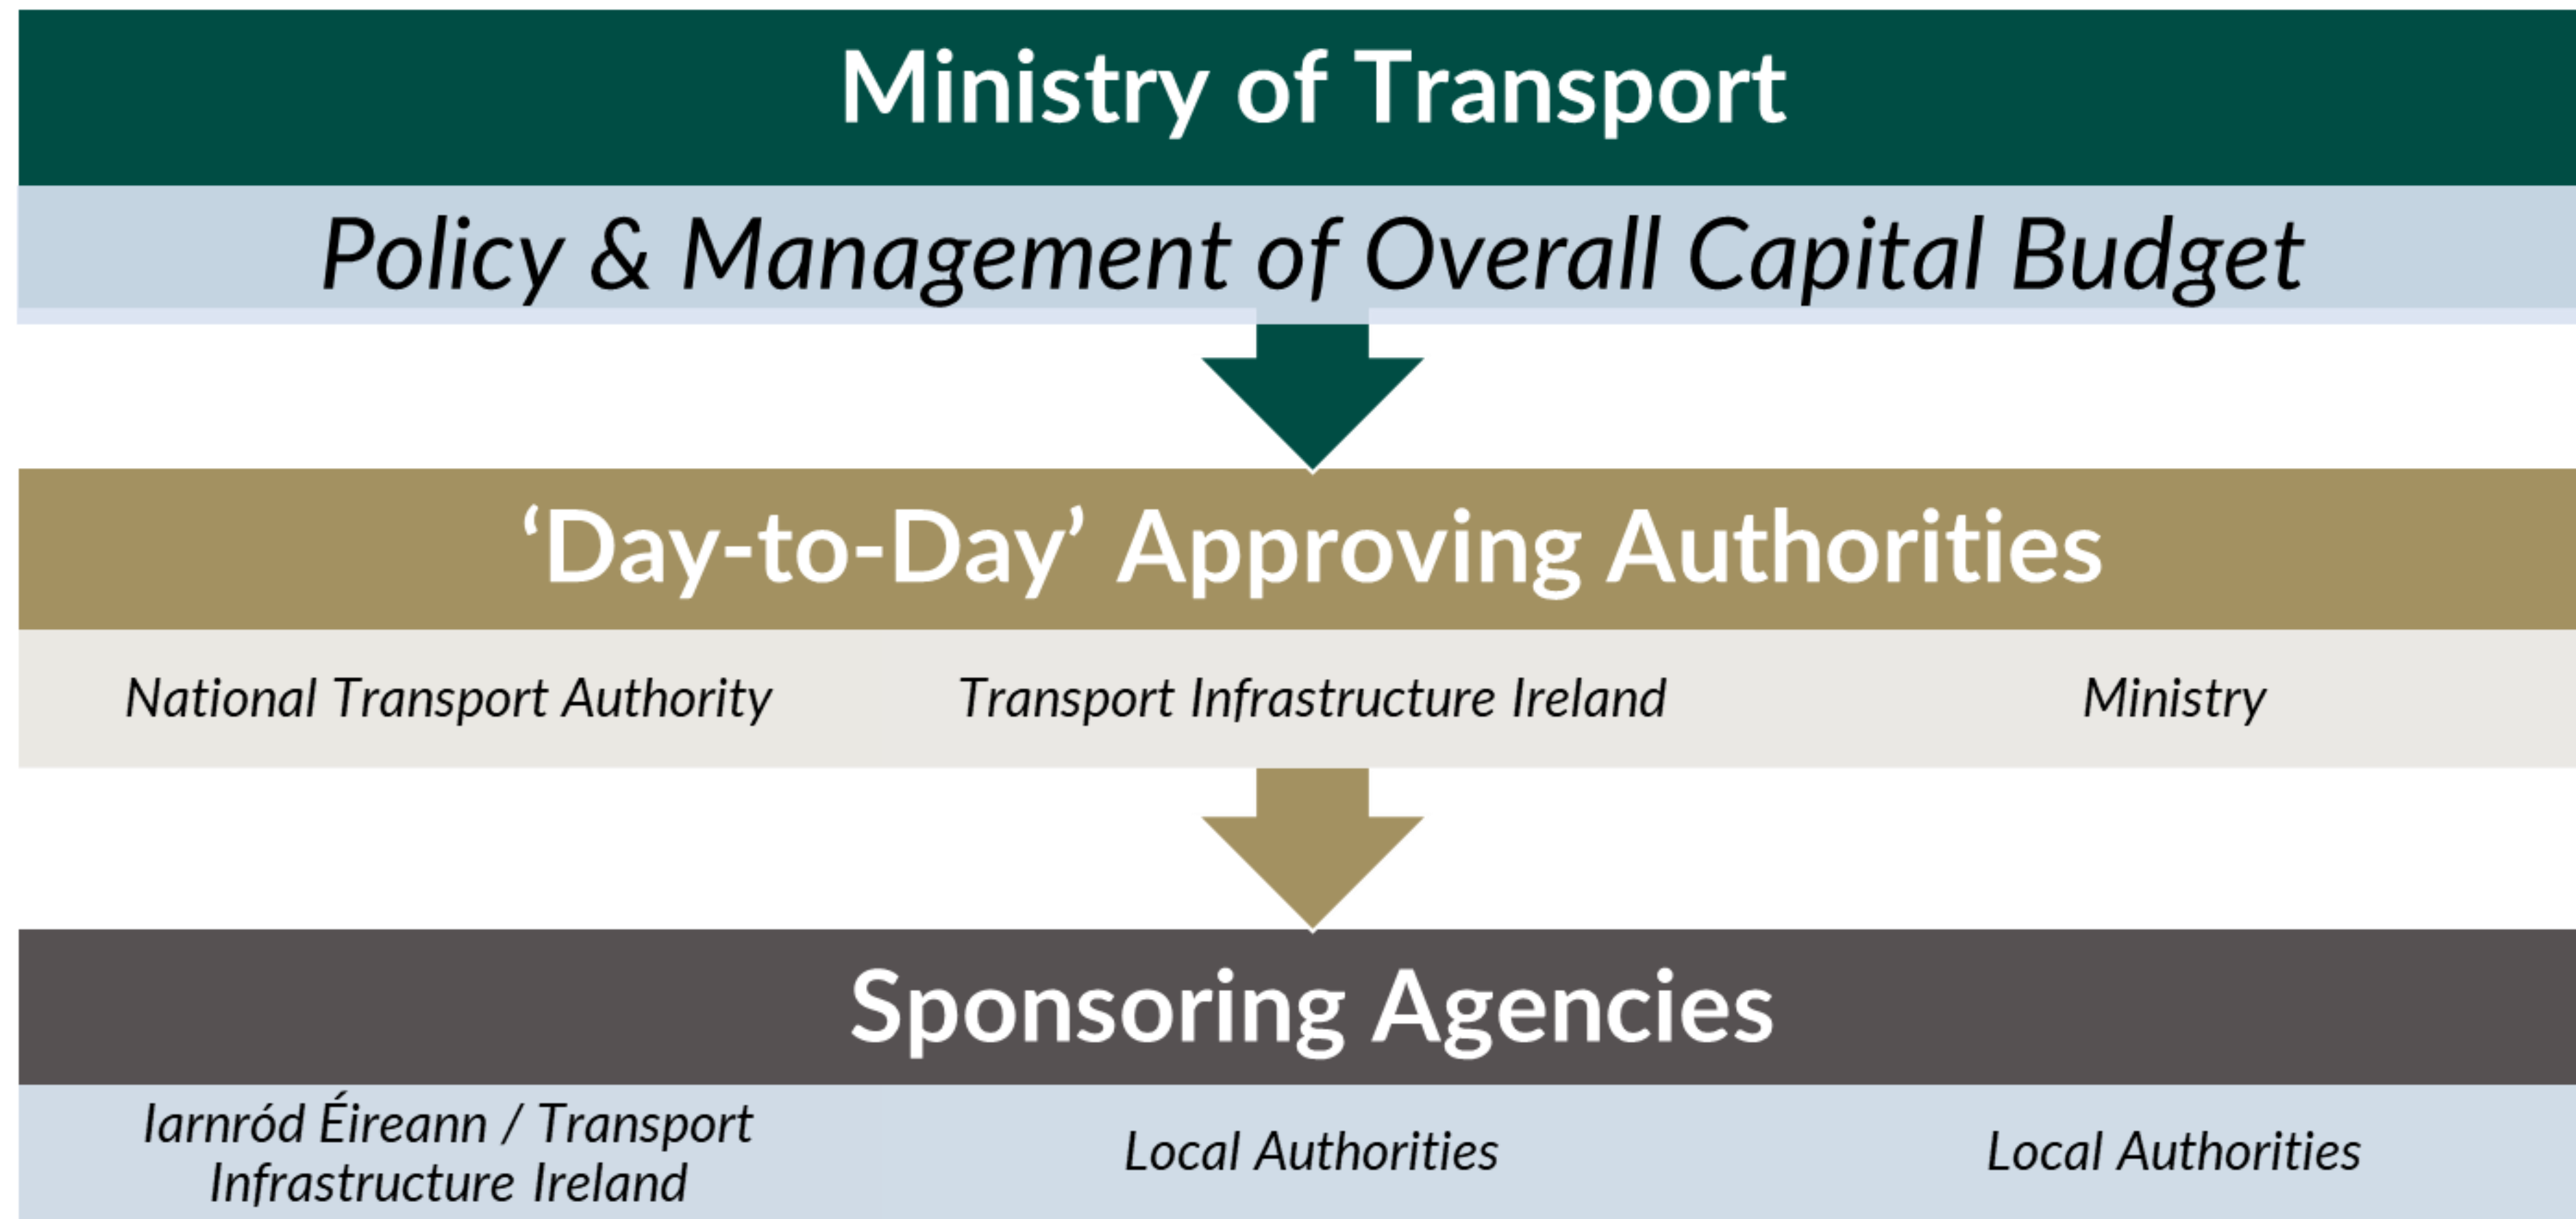 Ministry of Transport
Policy & Management of Overall Capital Budget
‘Day-to-Day’ Approving Authorities
National Transport Authority
Transport Infrastructure Ireland
Ministry
Sponsoring Agencies
Iarnród Éireann / Transport
Infrastructure Ireland
Local Authorities
Local Authorities